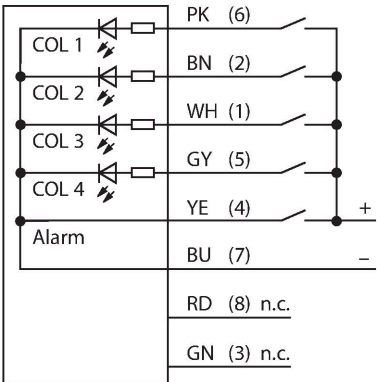 PK (6)
COL 1
BN (2)
COL 2
WH (1)
COL 3
GY (5)
COL 4
YE (4)
+
Alarm
BU (7)
–
RD (8) n.c.
GN (3) n.c.